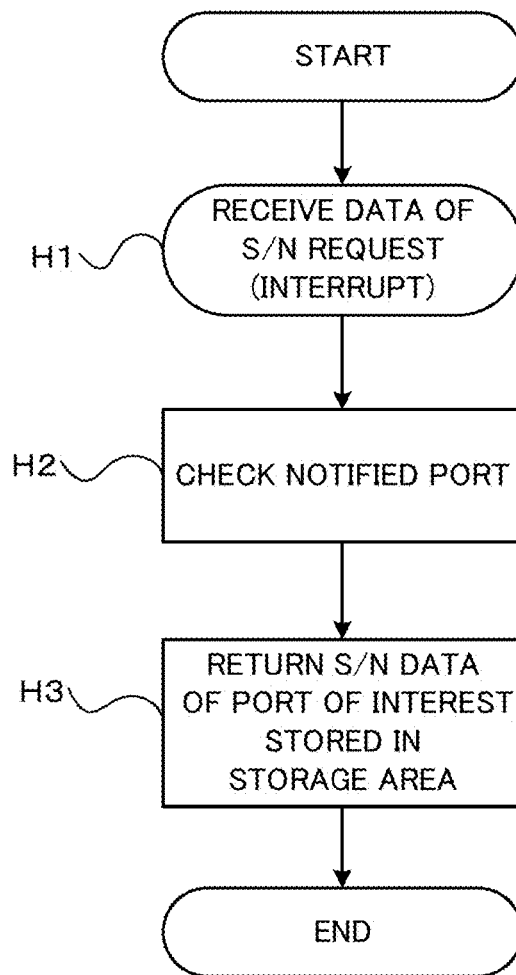 START
H1
RECEIVE DATA OF
S/N REQUEST
(INTERRUPT)
H2
CHECK NOTIFIED PORT
H3
RETURN S/N DATA
OF PORT OF INTEREST
STORED IN
STORAGE AREA
END